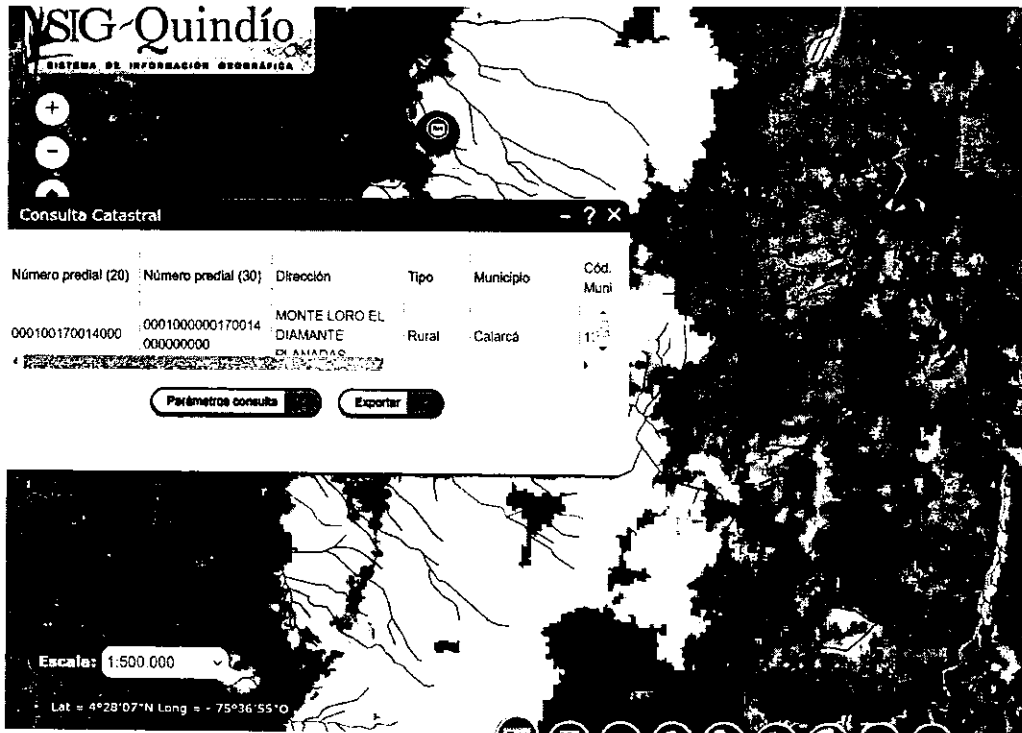 SIG-Quindío
SISTEMA DE INFORMACIÓN GEOGRÁFICA
+
−
Consulta Catastral − ? ×
Número predial (20) Número predial (30) Dirección Tipo Municipio Cód. Muni
000100170014000 0001000000170014000000000 MONTE LORO EL DIAMANTE PLANADAS Rural Calarcá
Parámetros consulta Exportar
Escala: 1:500.000
Lat = 4°28'07"N Long = - 75°36'55"O